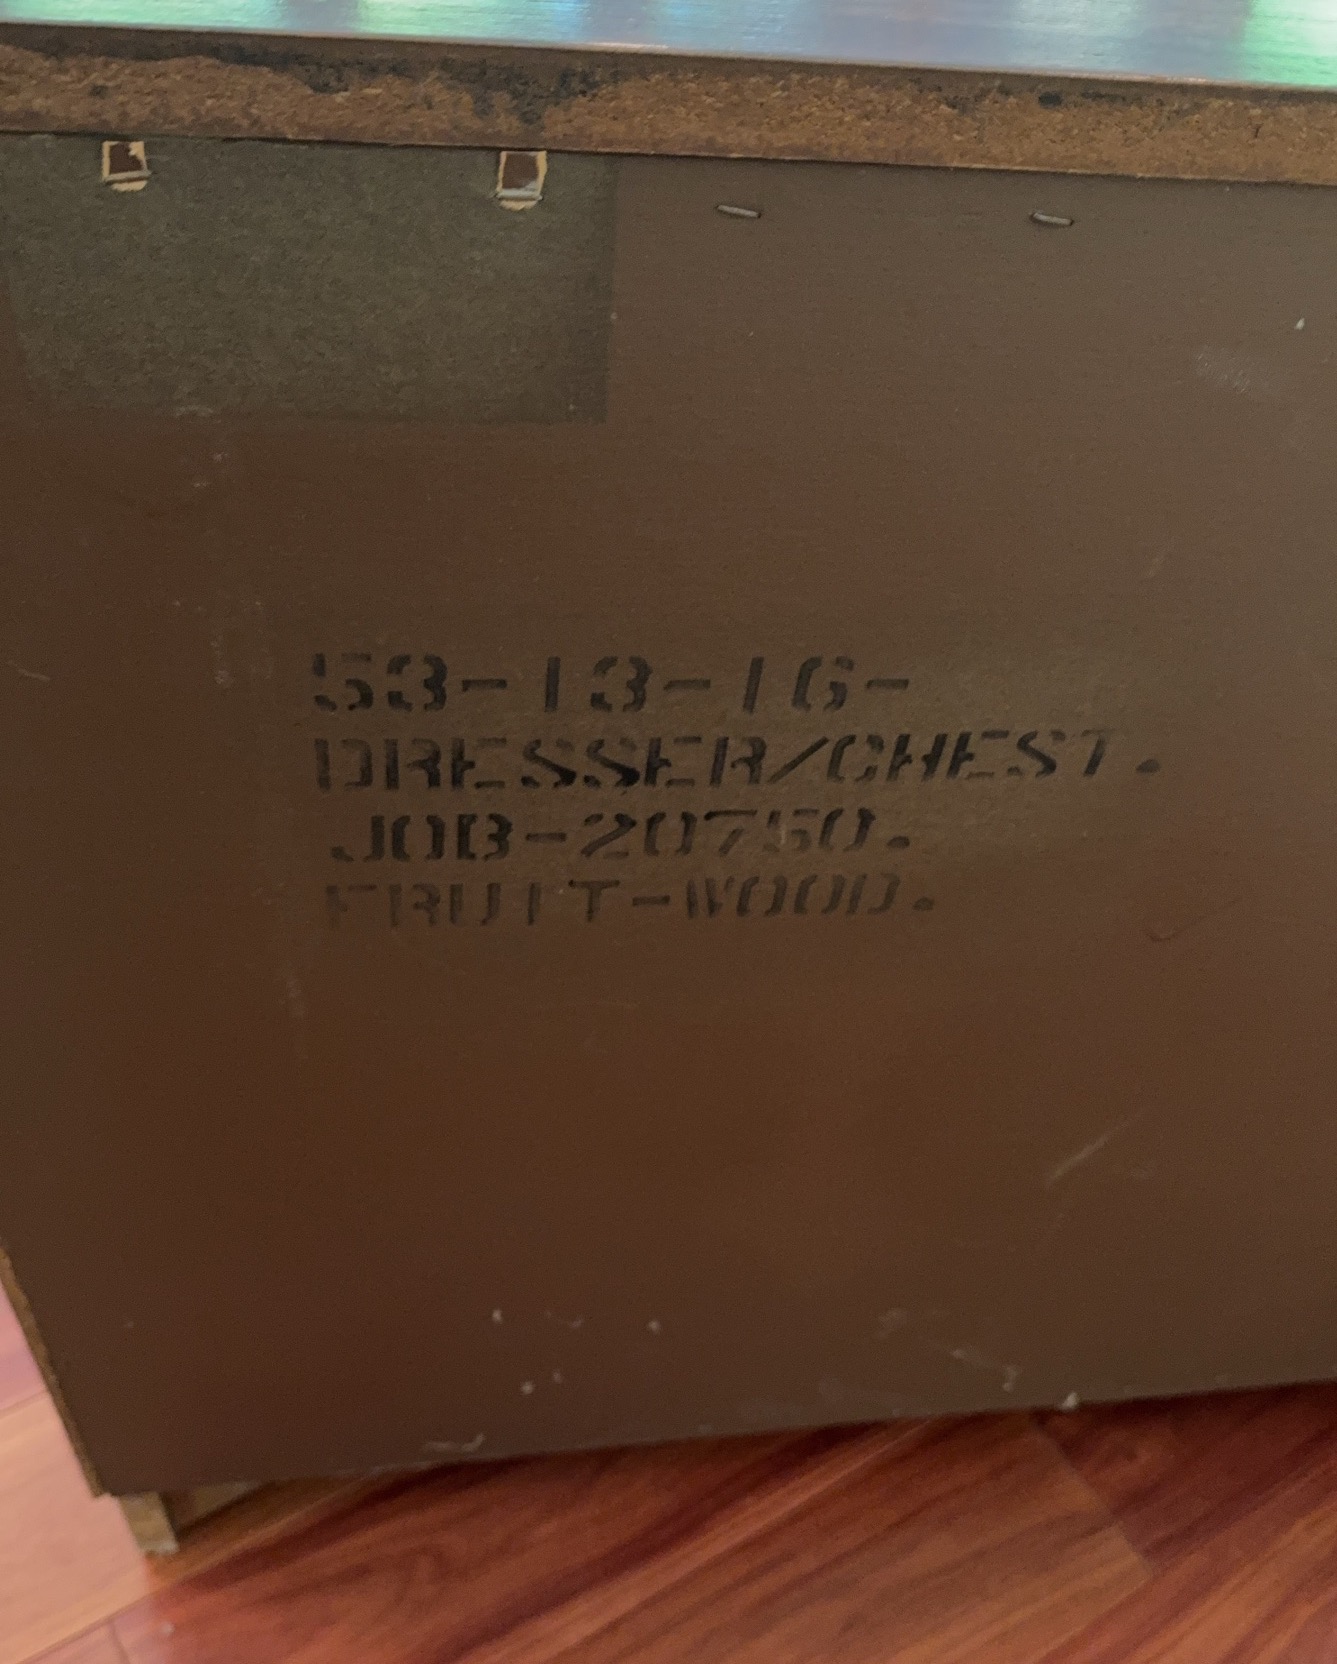 53-13-16-
DRESSER/CHEST.
JOB-20750.
FRUIT-WOOD.